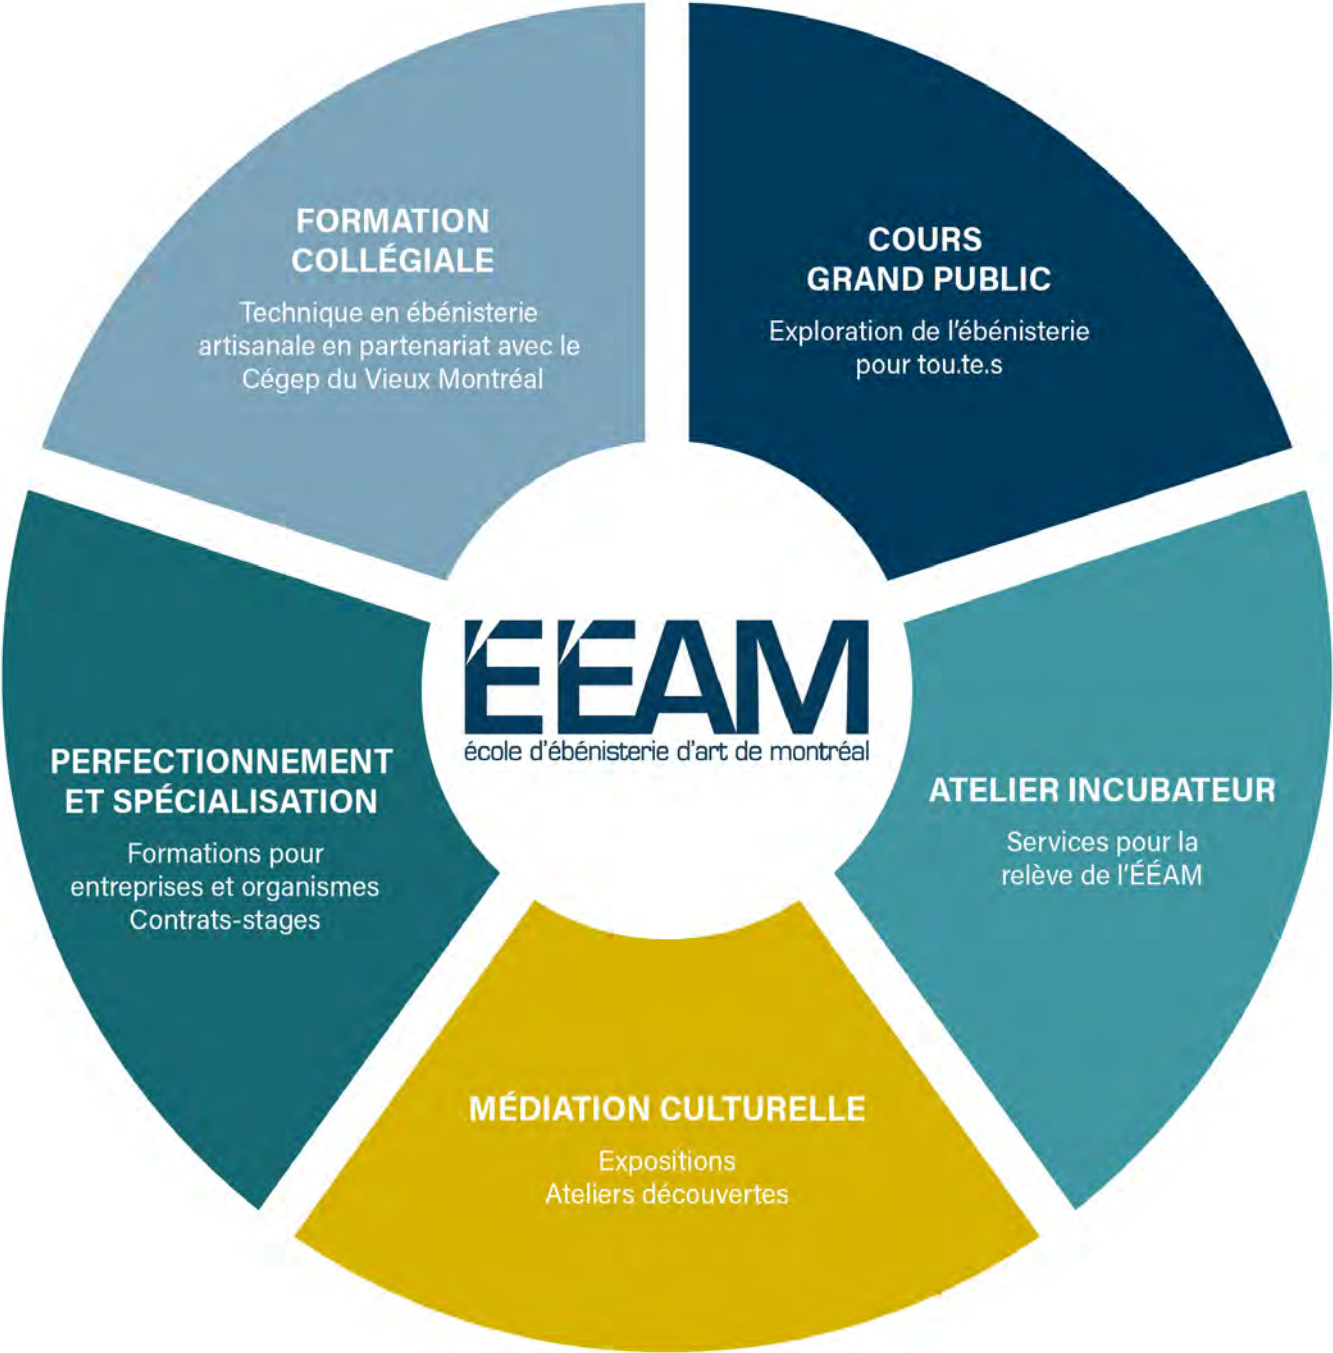 FORMATION
COLLÉGIALE
Technique en ébénisterie
artisanale en partenariat avec le
Cégep du Vieux Montréal
COURS
GRAND PUBLIC
Exploration de l'ébénisterie
pour tou.te.s
ÉÉAM
école d'ébénisterie d'art de montréal
PERFECTIONNEMENT
ET SPÉCIALISATION
Formations pour
entreprises et organismes
Contrats-stages
ATELIER INCUBATEUR
Services pour la
relève de l'ÉÉAM
MÉDIATION CULTURELLE
Expositions
Ateliers découvertes